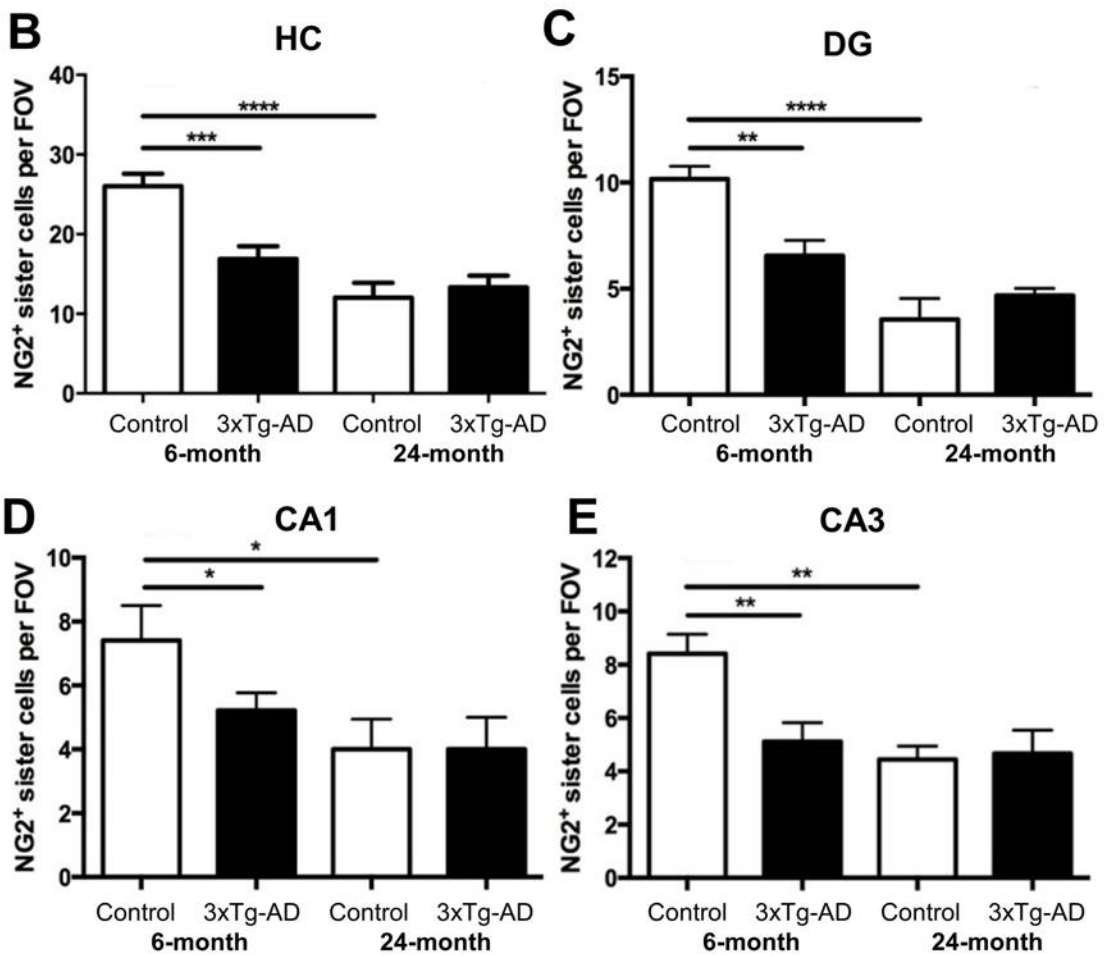 B
HC
NG2+ sister cells per FOV
40
30
20
10
0
****
***
Control 3xTg-AD Control 3xTg-AD
6-month 24-month
C
DG
NG2+ sister cells per FOV
15
10
5
0
****
**
Control 3xTg-AD Control 3xTg-AD
6-month 24-month
D
CA1
NG2+ sister cells per FOV
10
8
6
4
2
0
*
*
Control 3xTg-AD Control 3xTg-AD
6-month 24-month
E
CA3
NG2+ sister cells per FOV
12
10
8
6
4
2
0
**
**
Control 3xTg-AD Control 3xTg-AD
6-month 24-month